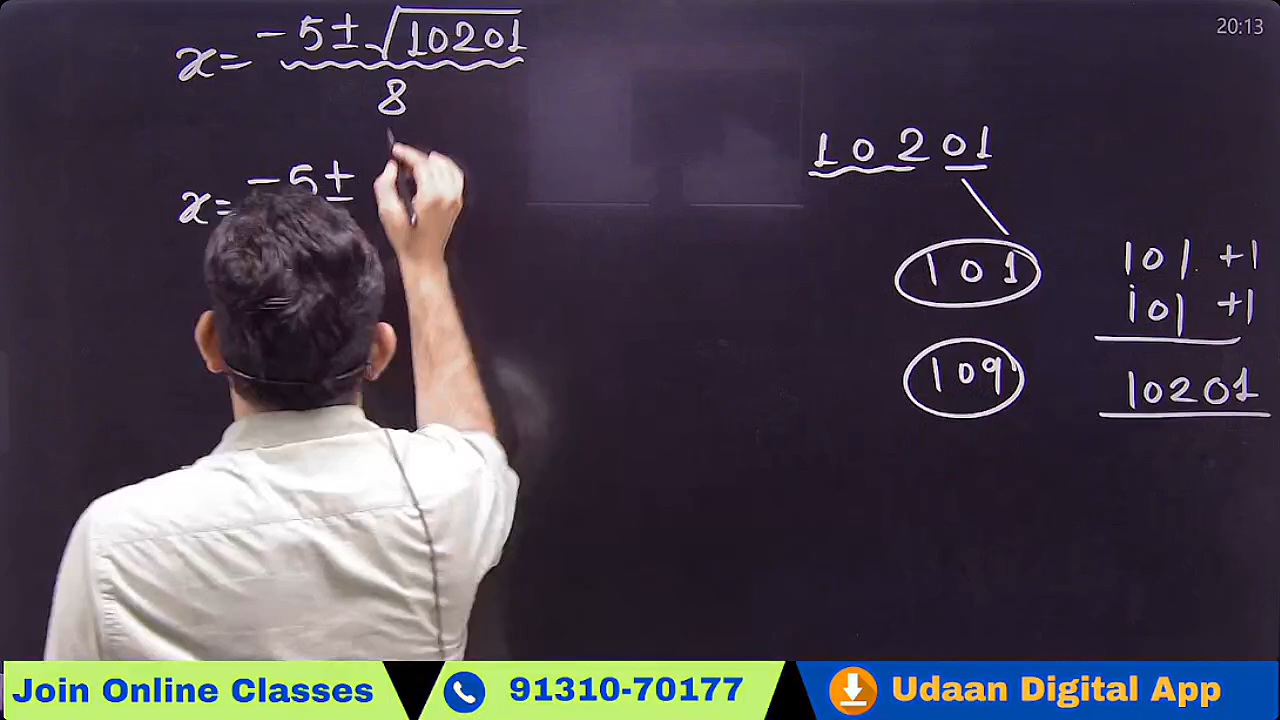 20:13
x = -5 ± √10201
8
x = -5 ±
10201
101
109
101 +1
101 +1
10201
Join Online Classes
91310-70177
Udaan Digital App